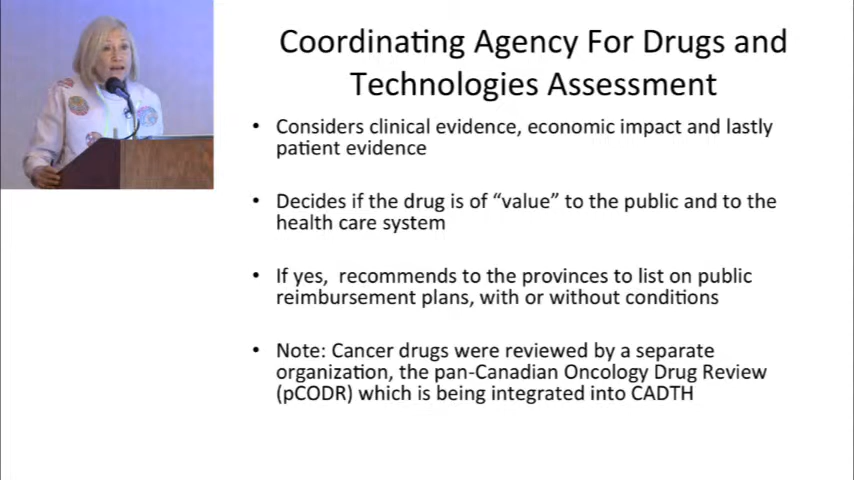 Coordinating Agency For Drugs and
Technologies Assessment
• Considers clinical evidence, economic impact and lastly
patient evidence
• Decides if the drug is of “value” to the public and to the
health care system
• If yes,  recommends to the provinces to list on public
reimbursement plans, with or without conditions
• Note: Cancer drugs were reviewed by a separate
organization, the pan-Canadian Oncology Drug Review
(pCODR) which is being integrated into CADTH